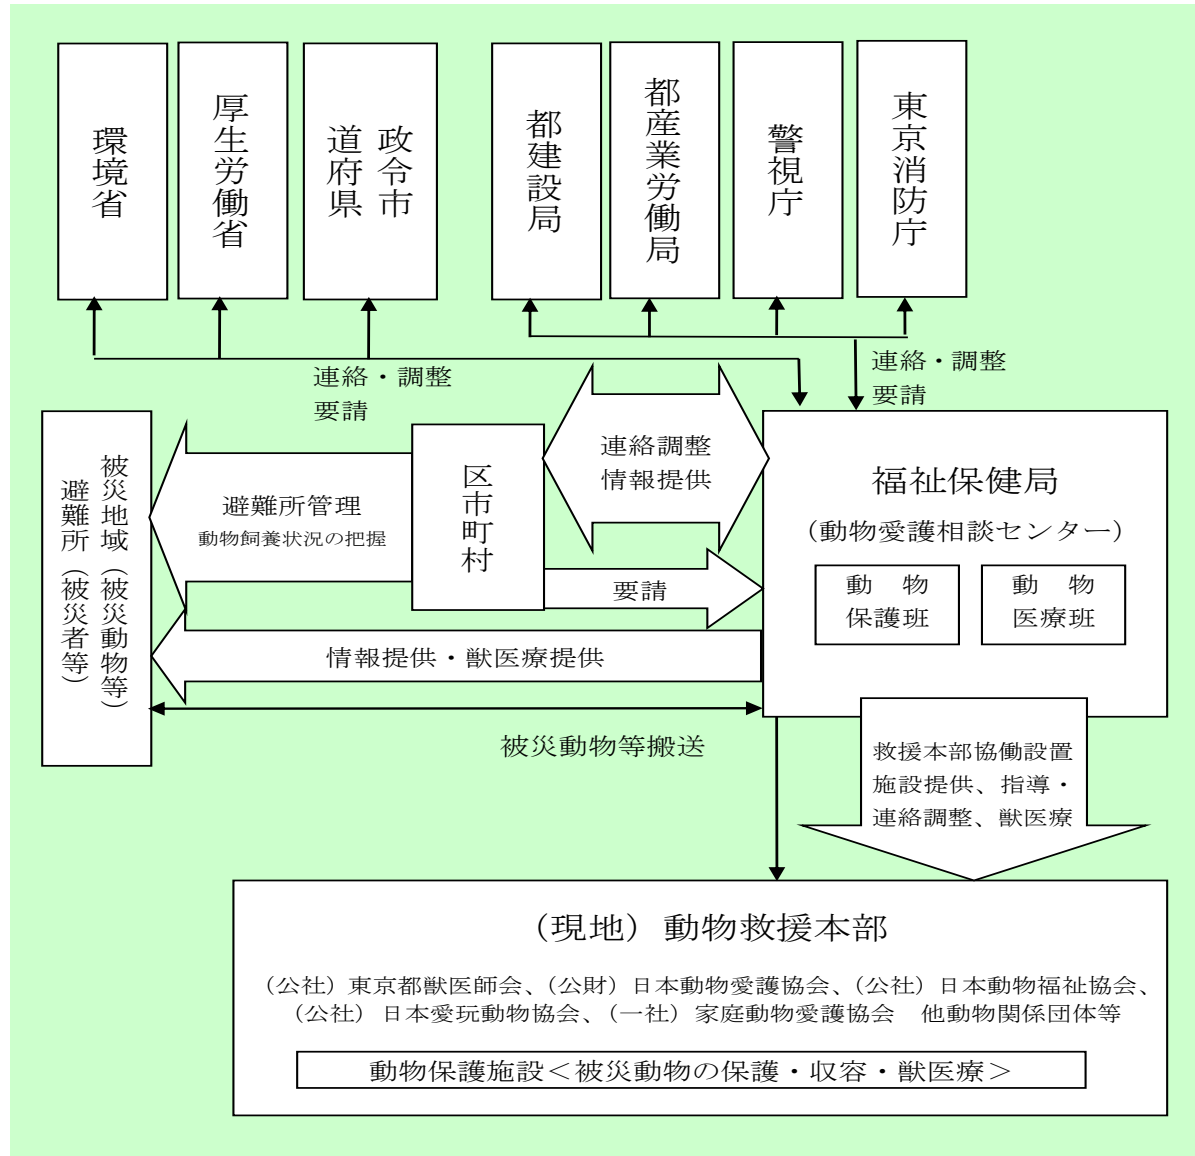 環境省
厚生労働省
政令市
道府県
都建設局
都産業労働局
警視庁
東京消防庁
連絡・調整
要請
連絡・調整
要請
被災地域（被災動物等）
避難所（被災者等）
避難所管理
動物飼養状況の把握
区市町村
連絡調整
情報提供
要請
情報提供・獣医療提供
被災動物等搬送
福祉保健局
（動物愛護相談センター）
動　物
保護班
動　物
医療班
救援本部協働設置
施設提供、指導・
連絡調整、獣医療
（現地）動物救援本部
（公社）東京都獣医師会、（公財）日本動物愛護協会、（公社）日本動物福祉協会、
（公社）日本愛玩動物協会、（一社）家庭動物愛護協会　他動物関係団体等
動物保護施設＜被災動物の保護・収容・獣医療＞